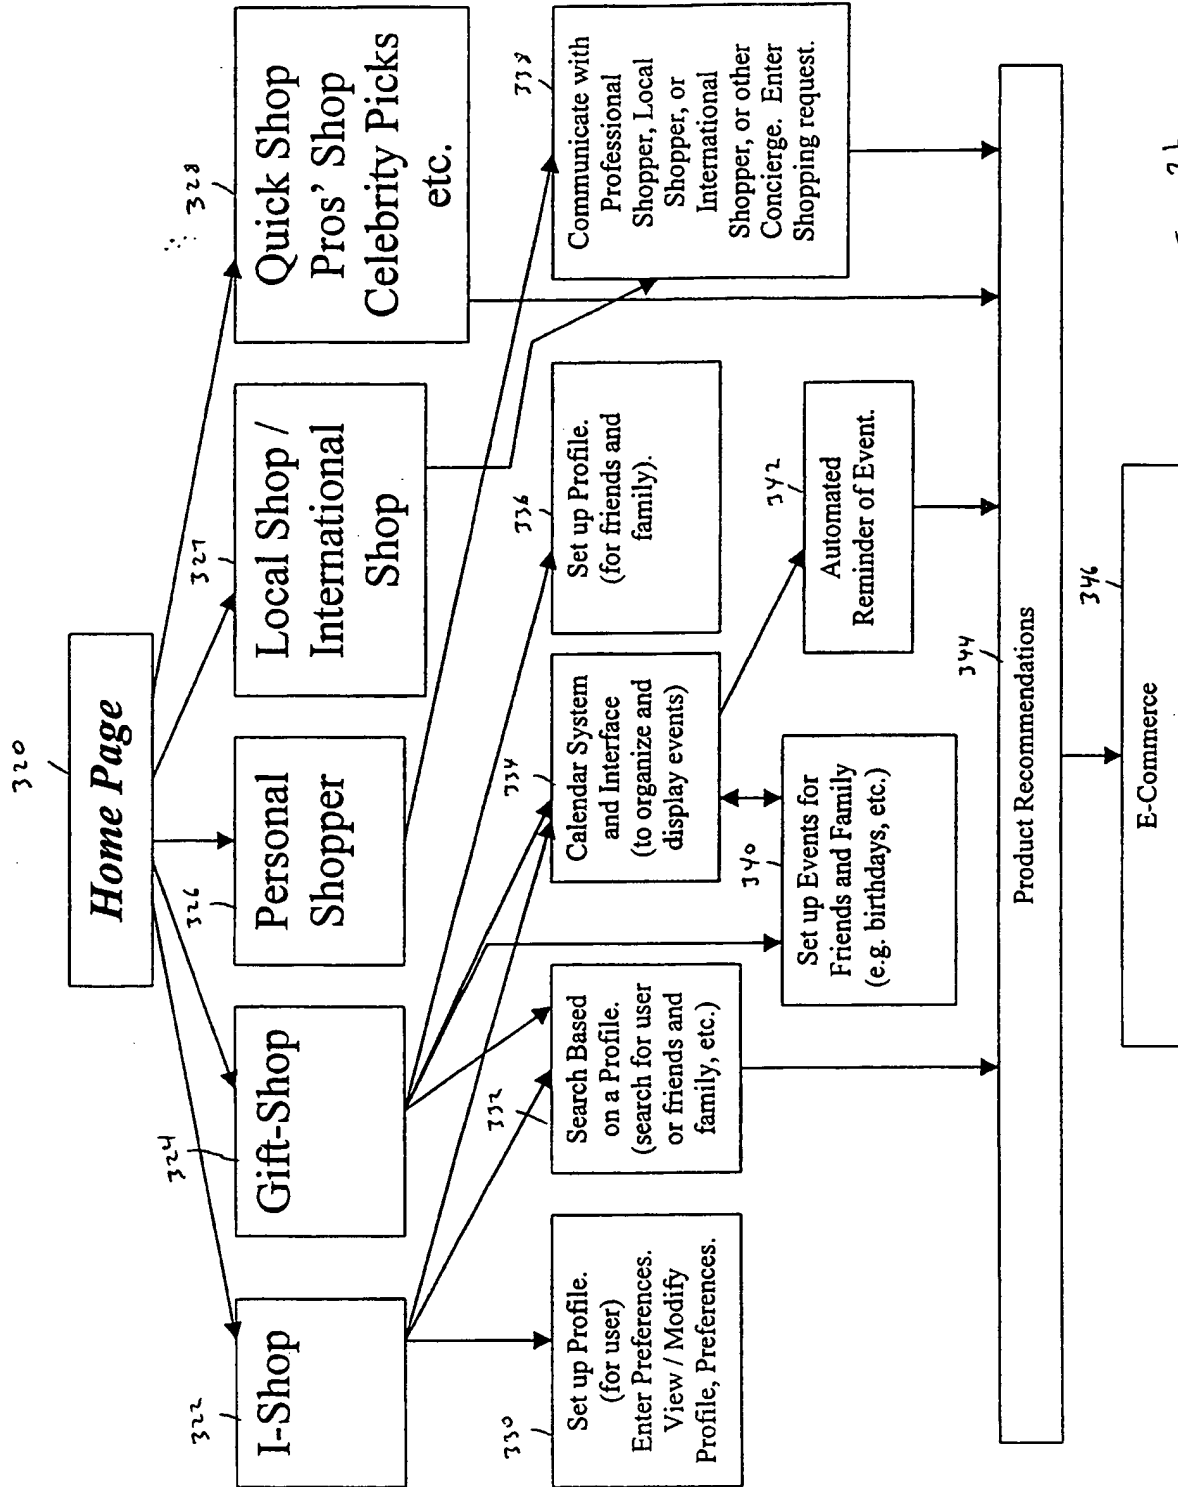 320
Home Page
322
I-Shop
324
Gift-Shop
326
Personal
Shopper
327
Local Shop /
International
Shop
328
Quick Shop
Pros' Shop
Celebrity Picks
etc.
330
Set up Profile.
(for user)
Enter Preferences.
View / Modify
Profile, Preferences.
332
Search Based
on a Profile.
(search for user
or friends and
family, etc.)
334
Calendar System
and Interface
(to organize and
display events)
336
Set up Profile.
(for friends and
family).
338
Communicate with
Professional
Shopper, Local
Shopper, or
International
Shopper, or other
Concierge. Enter
Shopping request.
340
Set up Events for
Friends and Family
(e.g. birthdays, etc.)
342
Automated
Reminder of Event.
344
Product Recommendations
346
E-Commerce